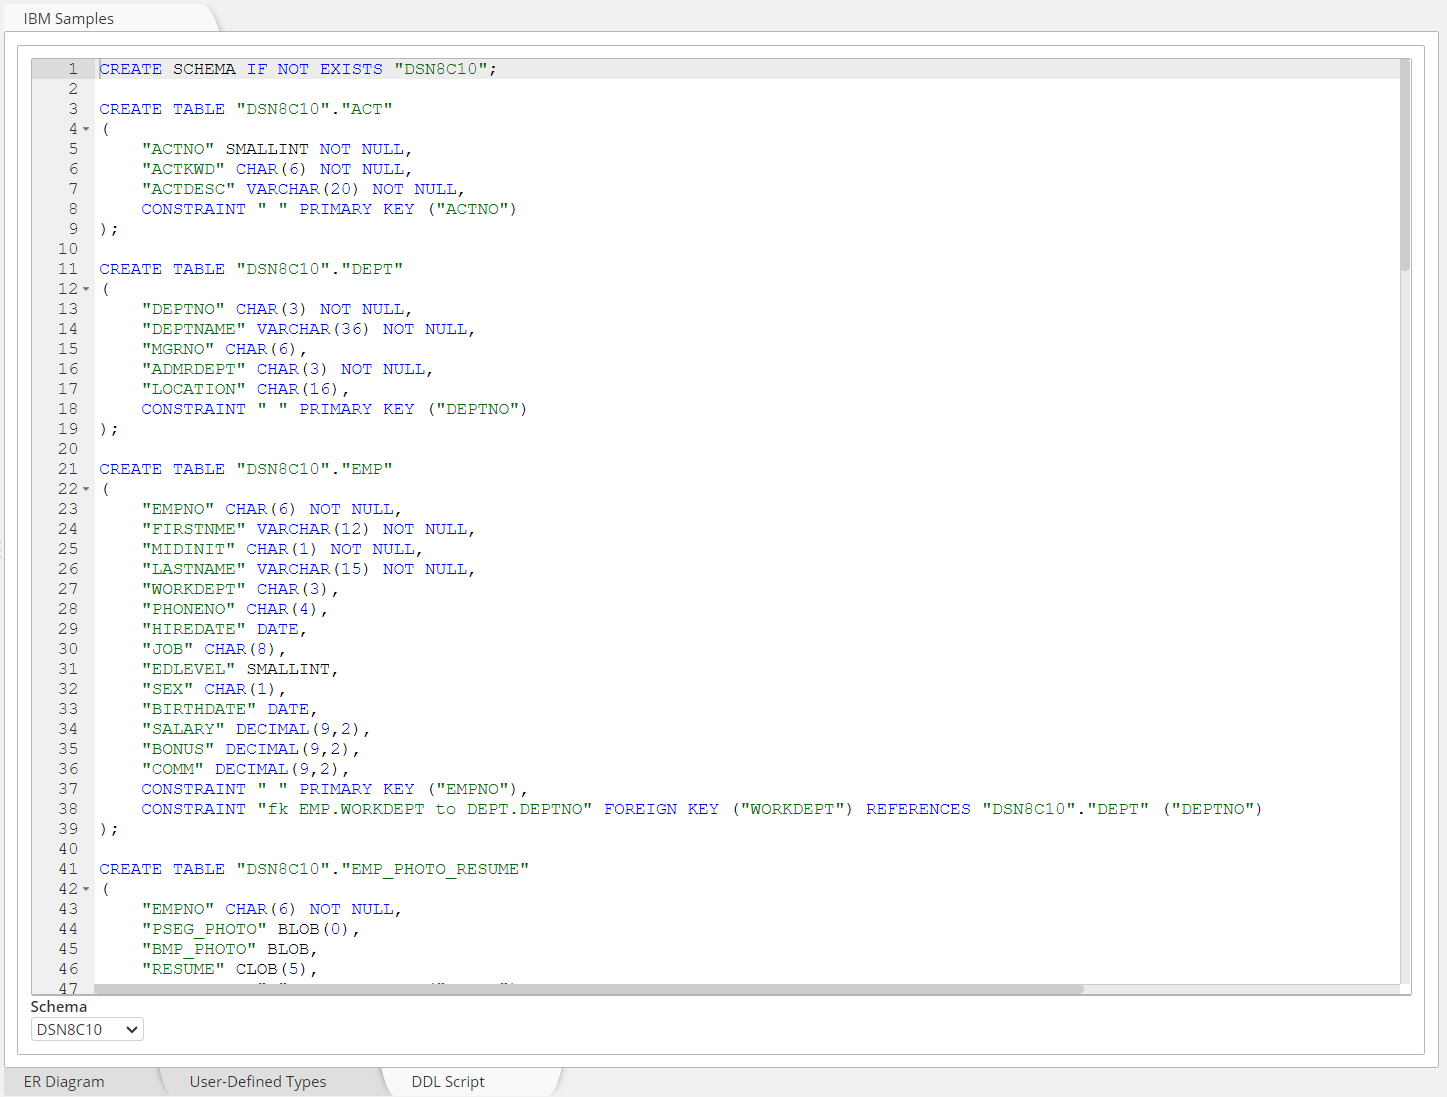 IBM Samples
1 CREATE SCHEMA IF NOT EXISTS "DSN8C10";
2
3 CREATE TABLE "DSN8C10"."ACT"
4 (
5 "ACTNO" SMALLINT NOT NULL,
6 "ACTKWD" CHAR(6) NOT NULL,
7 "ACTDESC" VARCHAR(20) NOT NULL,
8 CONSTRAINT " " PRIMARY KEY ("ACTNO")
9 );
10
11 CREATE TABLE "DSN8C10"."DEPT"
12 (
13 "DEPTNO" CHAR(3) NOT NULL,
14 "DEPTNAME" VARCHAR(36) NOT NULL,
15 "MGRNO" CHAR(6),
16 "ADMRDEPT" CHAR(3) NOT NULL,
17 "LOCATION" CHAR(16),
18 CONSTRAINT " " PRIMARY KEY ("DEPTNO")
19 );
20
21 CREATE TABLE "DSN8C10"."EMP"
22 (
23 "EMPNO" CHAR(6) NOT NULL,
24 "FIRSTNME" VARCHAR(12) NOT NULL,
25 "MIDINIT" CHAR(1) NOT NULL,
26 "LASTNAME" VARCHAR(15) NOT NULL,
27 "WORKDEPT" CHAR(3),
28 "PHONENO" CHAR(4),
29 "HIREDATE" DATE,
30 "JOB" CHAR(8),
31 "EDLEVEL" SMALLINT,
32 "SEX" CHAR(1),
33 "BIRTHDATE" DATE,
34 "SALARY" DECIMAL(9,2),
35 "BONUS" DECIMAL(9,2),
36 "COMM" DECIMAL(9,2),
37 CONSTRAINT " " PRIMARY KEY ("EMPNO"),
38 CONSTRAINT "fk EMP.WORKDEPT to DEPT.DEPTNO" FOREIGN KEY ("WORKDEPT") REFERENCES "DSN8C10"."DEPT" ("DEPTNO")
39 );
40
41 CREATE TABLE "DSN8C10"."EMP_PHOTO_RESUME"
42 (
43 "EMPNO" CHAR(6) NOT NULL,
44 "PSEG_PHOTO" BLOB(0),
45 "BMP_PHOTO" BLOB,
46 "RESUME" CLOB(5),
47
Schema
DSN8C10
ER Diagram
User-Defined Types
DDL Script